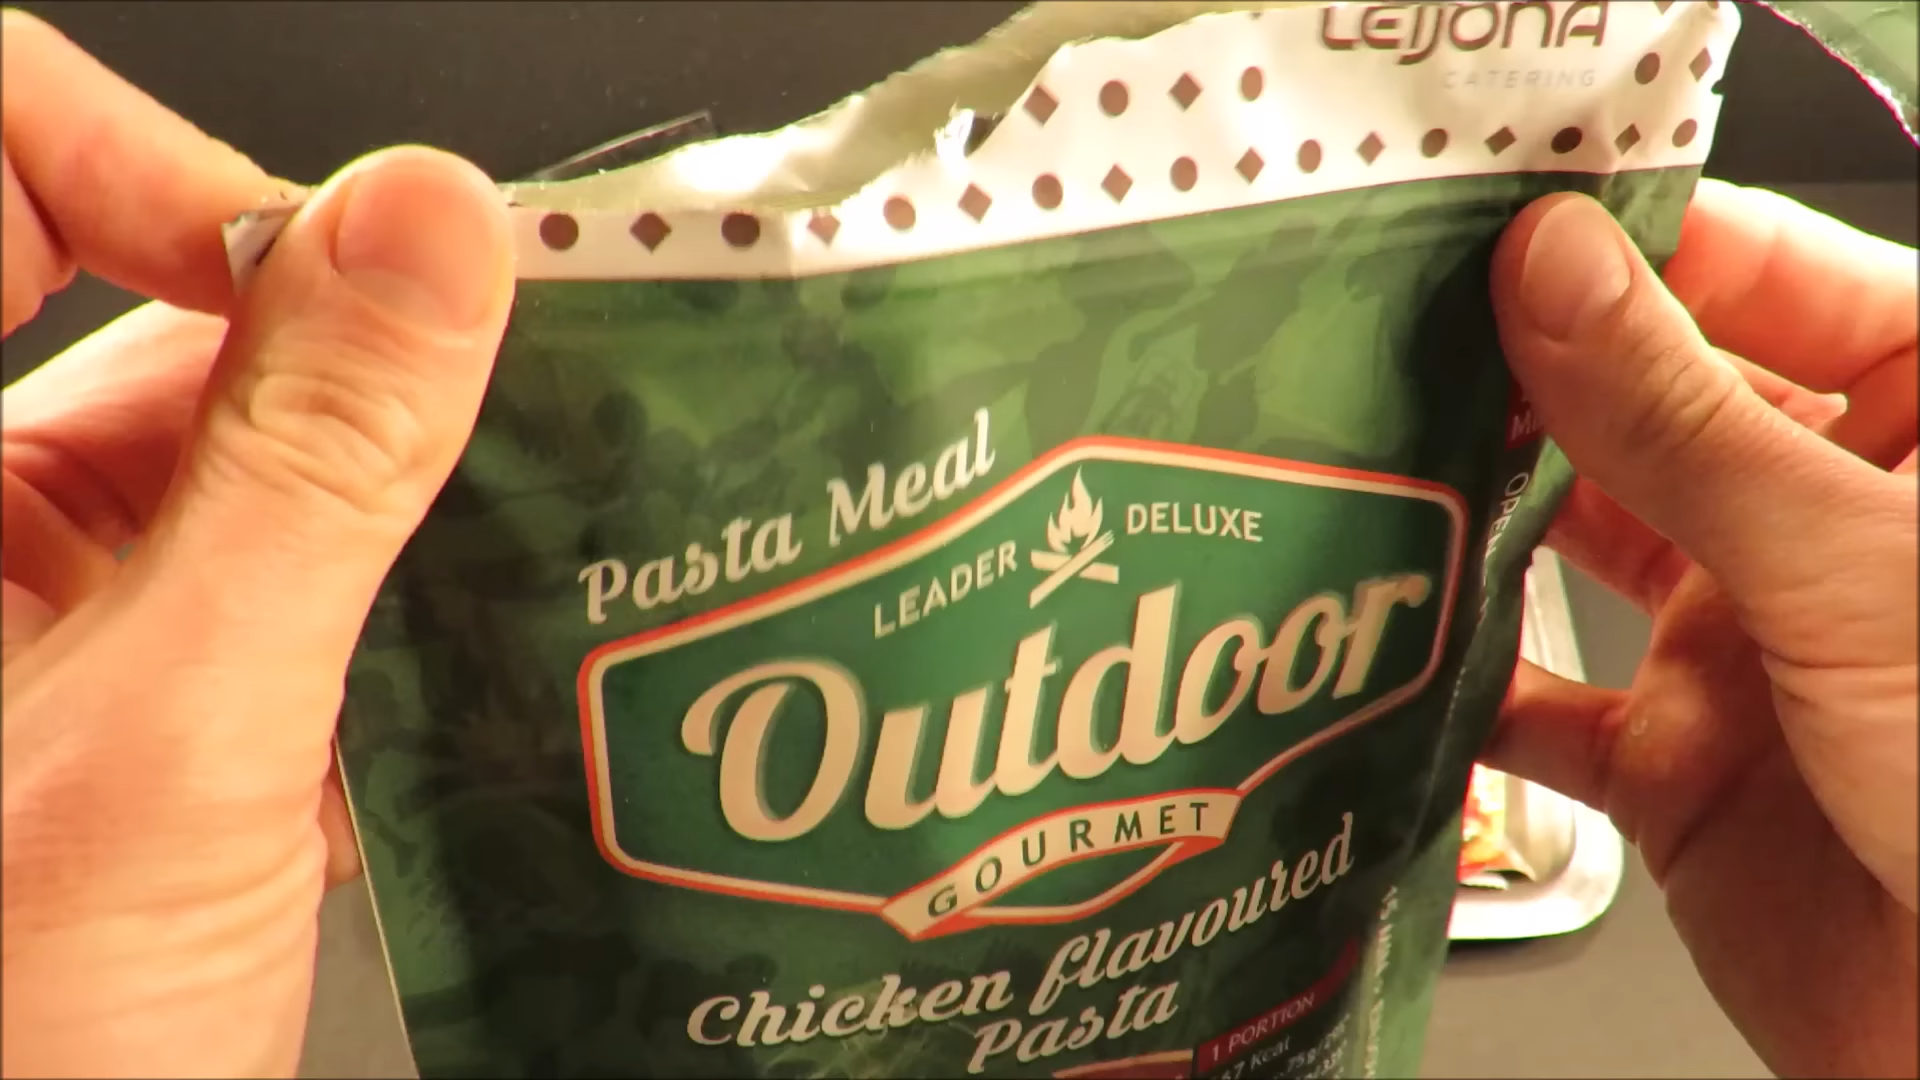 LEIJONA
CATERING
Pasta Meal
LEADER DELUXE
Outdoor
GOURMET
Chicken flavoured
Pasta
1 PORTION